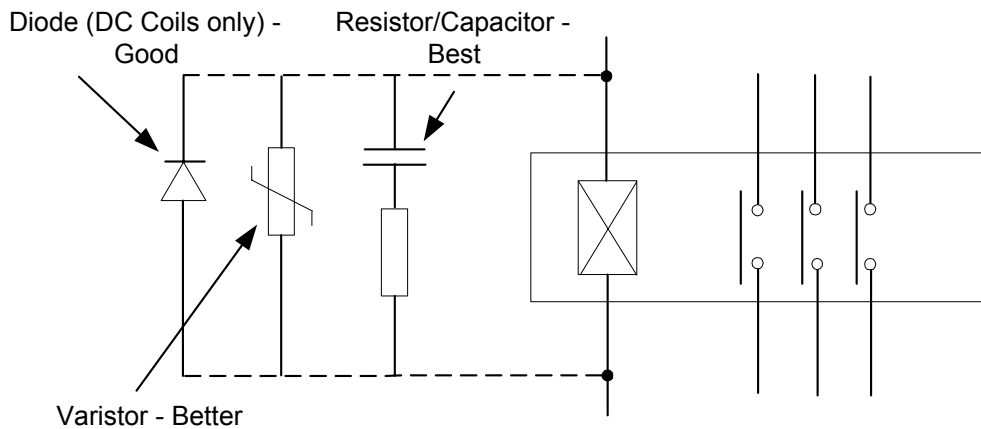 Diode (DC Coils only) -
Good
Resistor/Capacitor -
Best
Varistor - Better